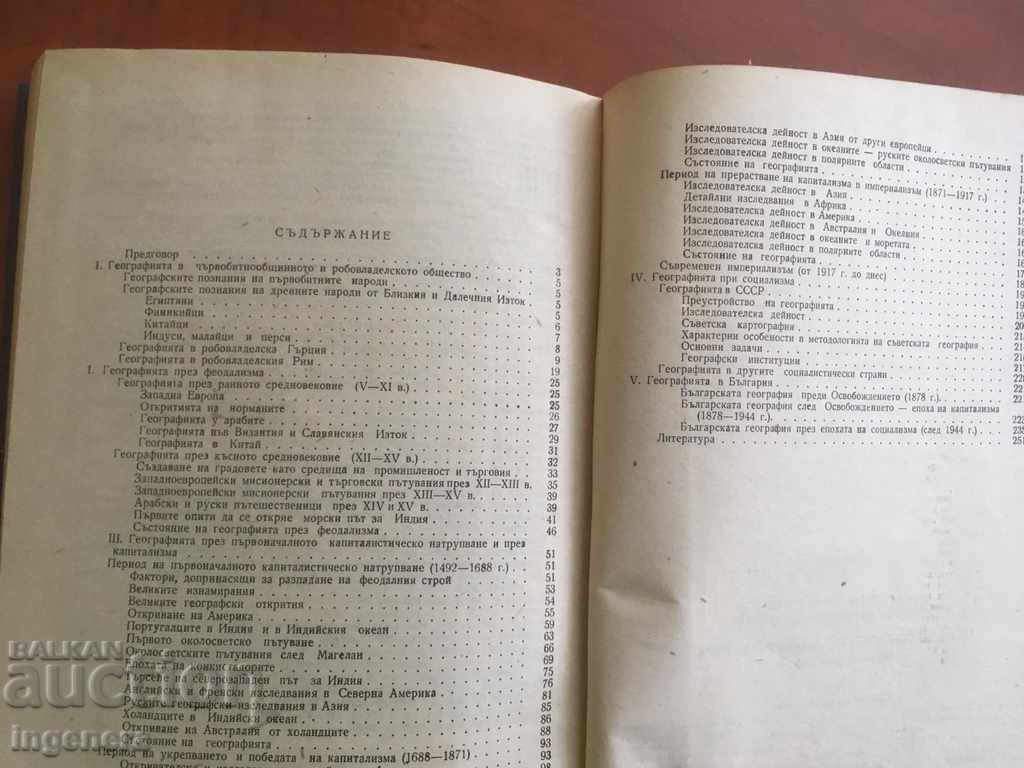 СЪДЪРЖАНИЕ
Предговор 3
I. Географията в първобитнообщинното и робовладелското общество 5
Географските познания на първобитните народи 5
Географските познания на древните народи от Близкия и Далечния Изток 5
Египтяни 5
Финикийци 6
Китайци 7
Индуси, малайци и перси 8
Географията в робовладелска Гърция 9
Географията в робовладелския Рим 19
I. Географията през феодализма 25
Географията през ранното средновековие (V—XI в.) 25
Западна Европа 25
Откритията на норманите 26
Географията у арабите 27
Географията във Византия и Славянския Изток 29
Географията в Китай 31
Географията през късното средновековие (XII—XV в.) 32
Създаване на градовете като средища на промишленост и търговия 33
Западноевропейски мисионерски и търговски пътувания през XII—XIII в. 35
Западноевропейски мисионерски пътувания през XIII—XV в. 39
Арабски и руски пътешественици през XIV и XV в. 39
Първите опити да се открие морски път за Индия 41
Състояние на географията през феодализма 46
III. Географията през първоначалното капиталистическо натрупване и през
капитализма 51
Период на първоначалното капиталистическо натрупване (1492—1688 г.) 51
Фактори, допринасящи за разпадане на феодалния строй 51
Великите изнамирания 53
Великите географски открития 54
Откриване на Америка 55
Португалците в Индия и в Индийския океан 59
Първото околосветско пътуване 63
Околосветските пътувания след Магелан 66
Епохата на конкистадорите 69
Търсене на северозападен път за Индия 75
76
Английски и френски изследвания в Северна Америка 81
Руските географски изследвания в Азия 85
Холандците в Индийски океан 86
Откриване на Австралия от холандците 88
Състояние на географията 93
Период на укрепването и победата на капитализма (1688—1871) 93
98
Изследователска дейност в Азия от други европейци
Изследователска дейност в океаните — руските околосветски пътувания
Изследователска дейност в полярните области
Състояние на географията
Период на прерастване на капитализма в империализъм (1871—1917 г.)
Изследователска дейност в Азия
Детайлни изследвания в Африка
Изследователска дейност в Америка
Изследователска дейност в Австралия и Океания
Изследователска дейност в океаните и моретата
Изследователска дейност в полярните области
Състояние на географията
Съвременен империализъм (от 1917 г. до днес)
IV. Географията при социализма
Географията в СССР
Преустройство на географията
Изследователска дейност
Съветска картография
Характерни особености в методологията на съветската география
Основни задачи
Географски институции
Географията в другите социалистически страни
V. Географията в България
Българската география преди Освобождението (1878 г.)
Българската география след Освобождението — епоха на капитализма
(1878—1944 г.)
Българската география през епохата на социализма (след 1944 г.)
Литература
BALKAN
auction
ingeness